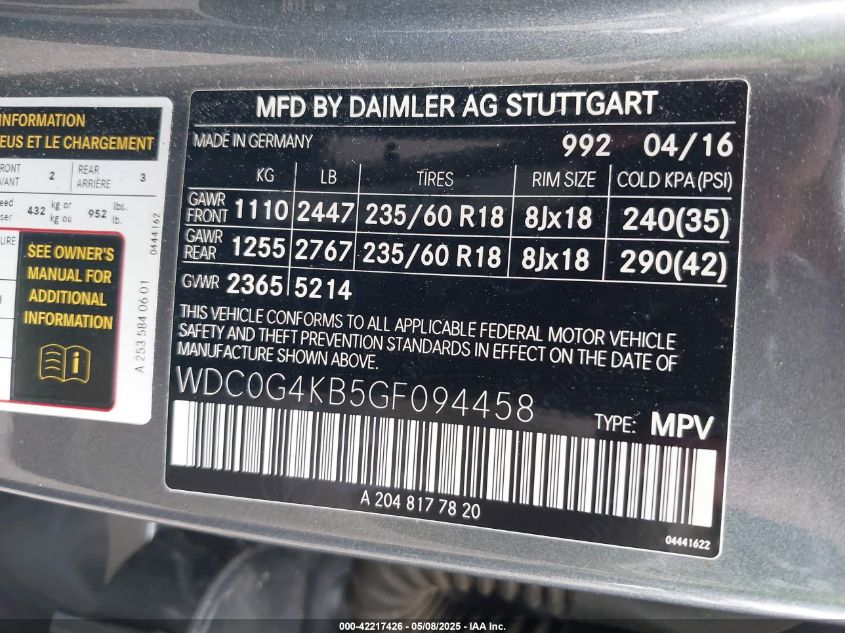 INFORMATION
EUS ET LE CHARGEMENT
FRONT
VANT
2
REAR
ARRIÈRE
3
432
kg or
kg ou
952
lbs.
lb.
0444162
SEE OWNER'S
MANUAL FOR
ADDITIONAL
INFORMATION
A 253 584 06 01
MFD BY DAIMLER AG STUTTGART
MADE IN GERMANY 992 04/16
KG LB TIRES RIM SIZE COLD KPA(PSI)
GAWR FRONT 1110 2447 235/60 R18 8Jx18 240(35)
GAWR REAR 1255 2767 235/60 R18 8Jx18 290(42)
GVWR 2365 5214
THIS VEHICLE CONFORMS TO ALL APPLICABLE FEDERAL MOTOR VEHICLE
SAFETY AND THEFT PREVENTION STANDARDS IN EFFECT ON THE DATE OF
MANUFACTURE SHOWN ABOVE.
WDC0G4KB5GF094458
TYPE: MPV
A 204 817 78 20
04441622
000-42217426 - 05/08/2025 - IAA Inc.